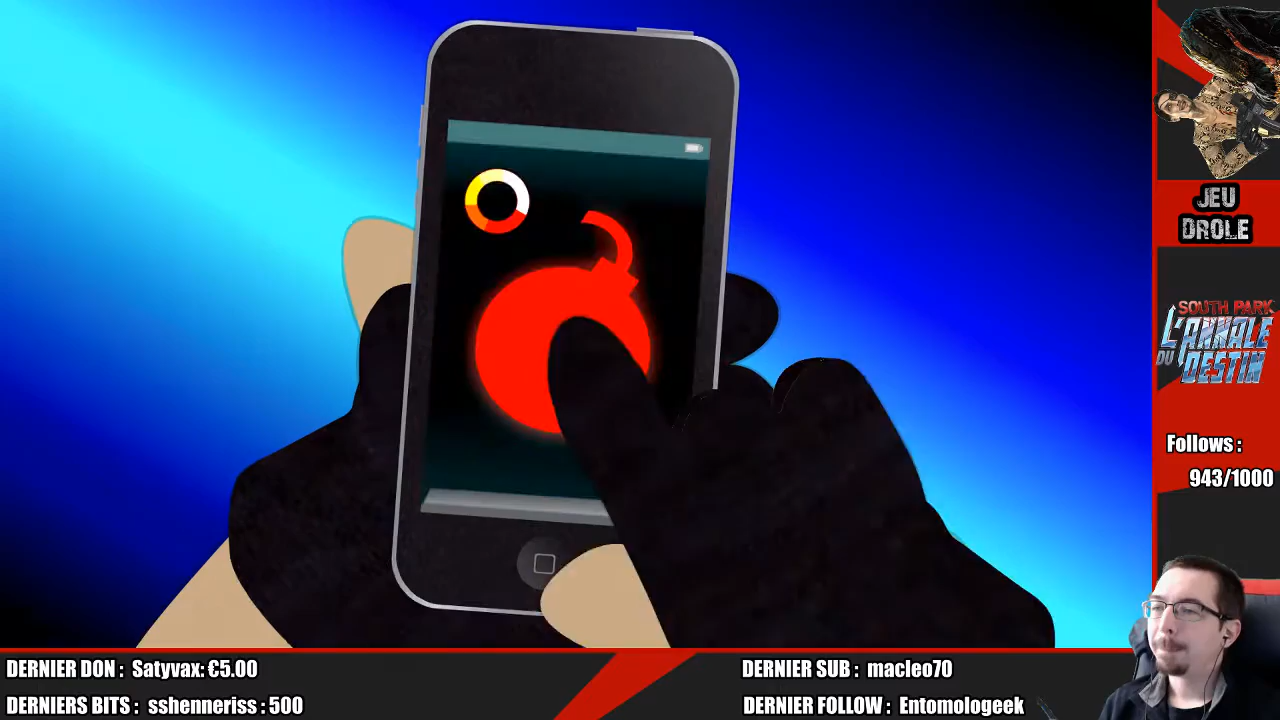 JEU
DROLE
SOUTH PARK
L'ANNALE
DU DESTIN
Follows :
943/1000
DERNIER DON : Satyvax: €5.00
DERNIER SUB : macleo70
DERNIERS BITS : sshenneriss : 500
DERNIER FOLLOW : Entomologeek